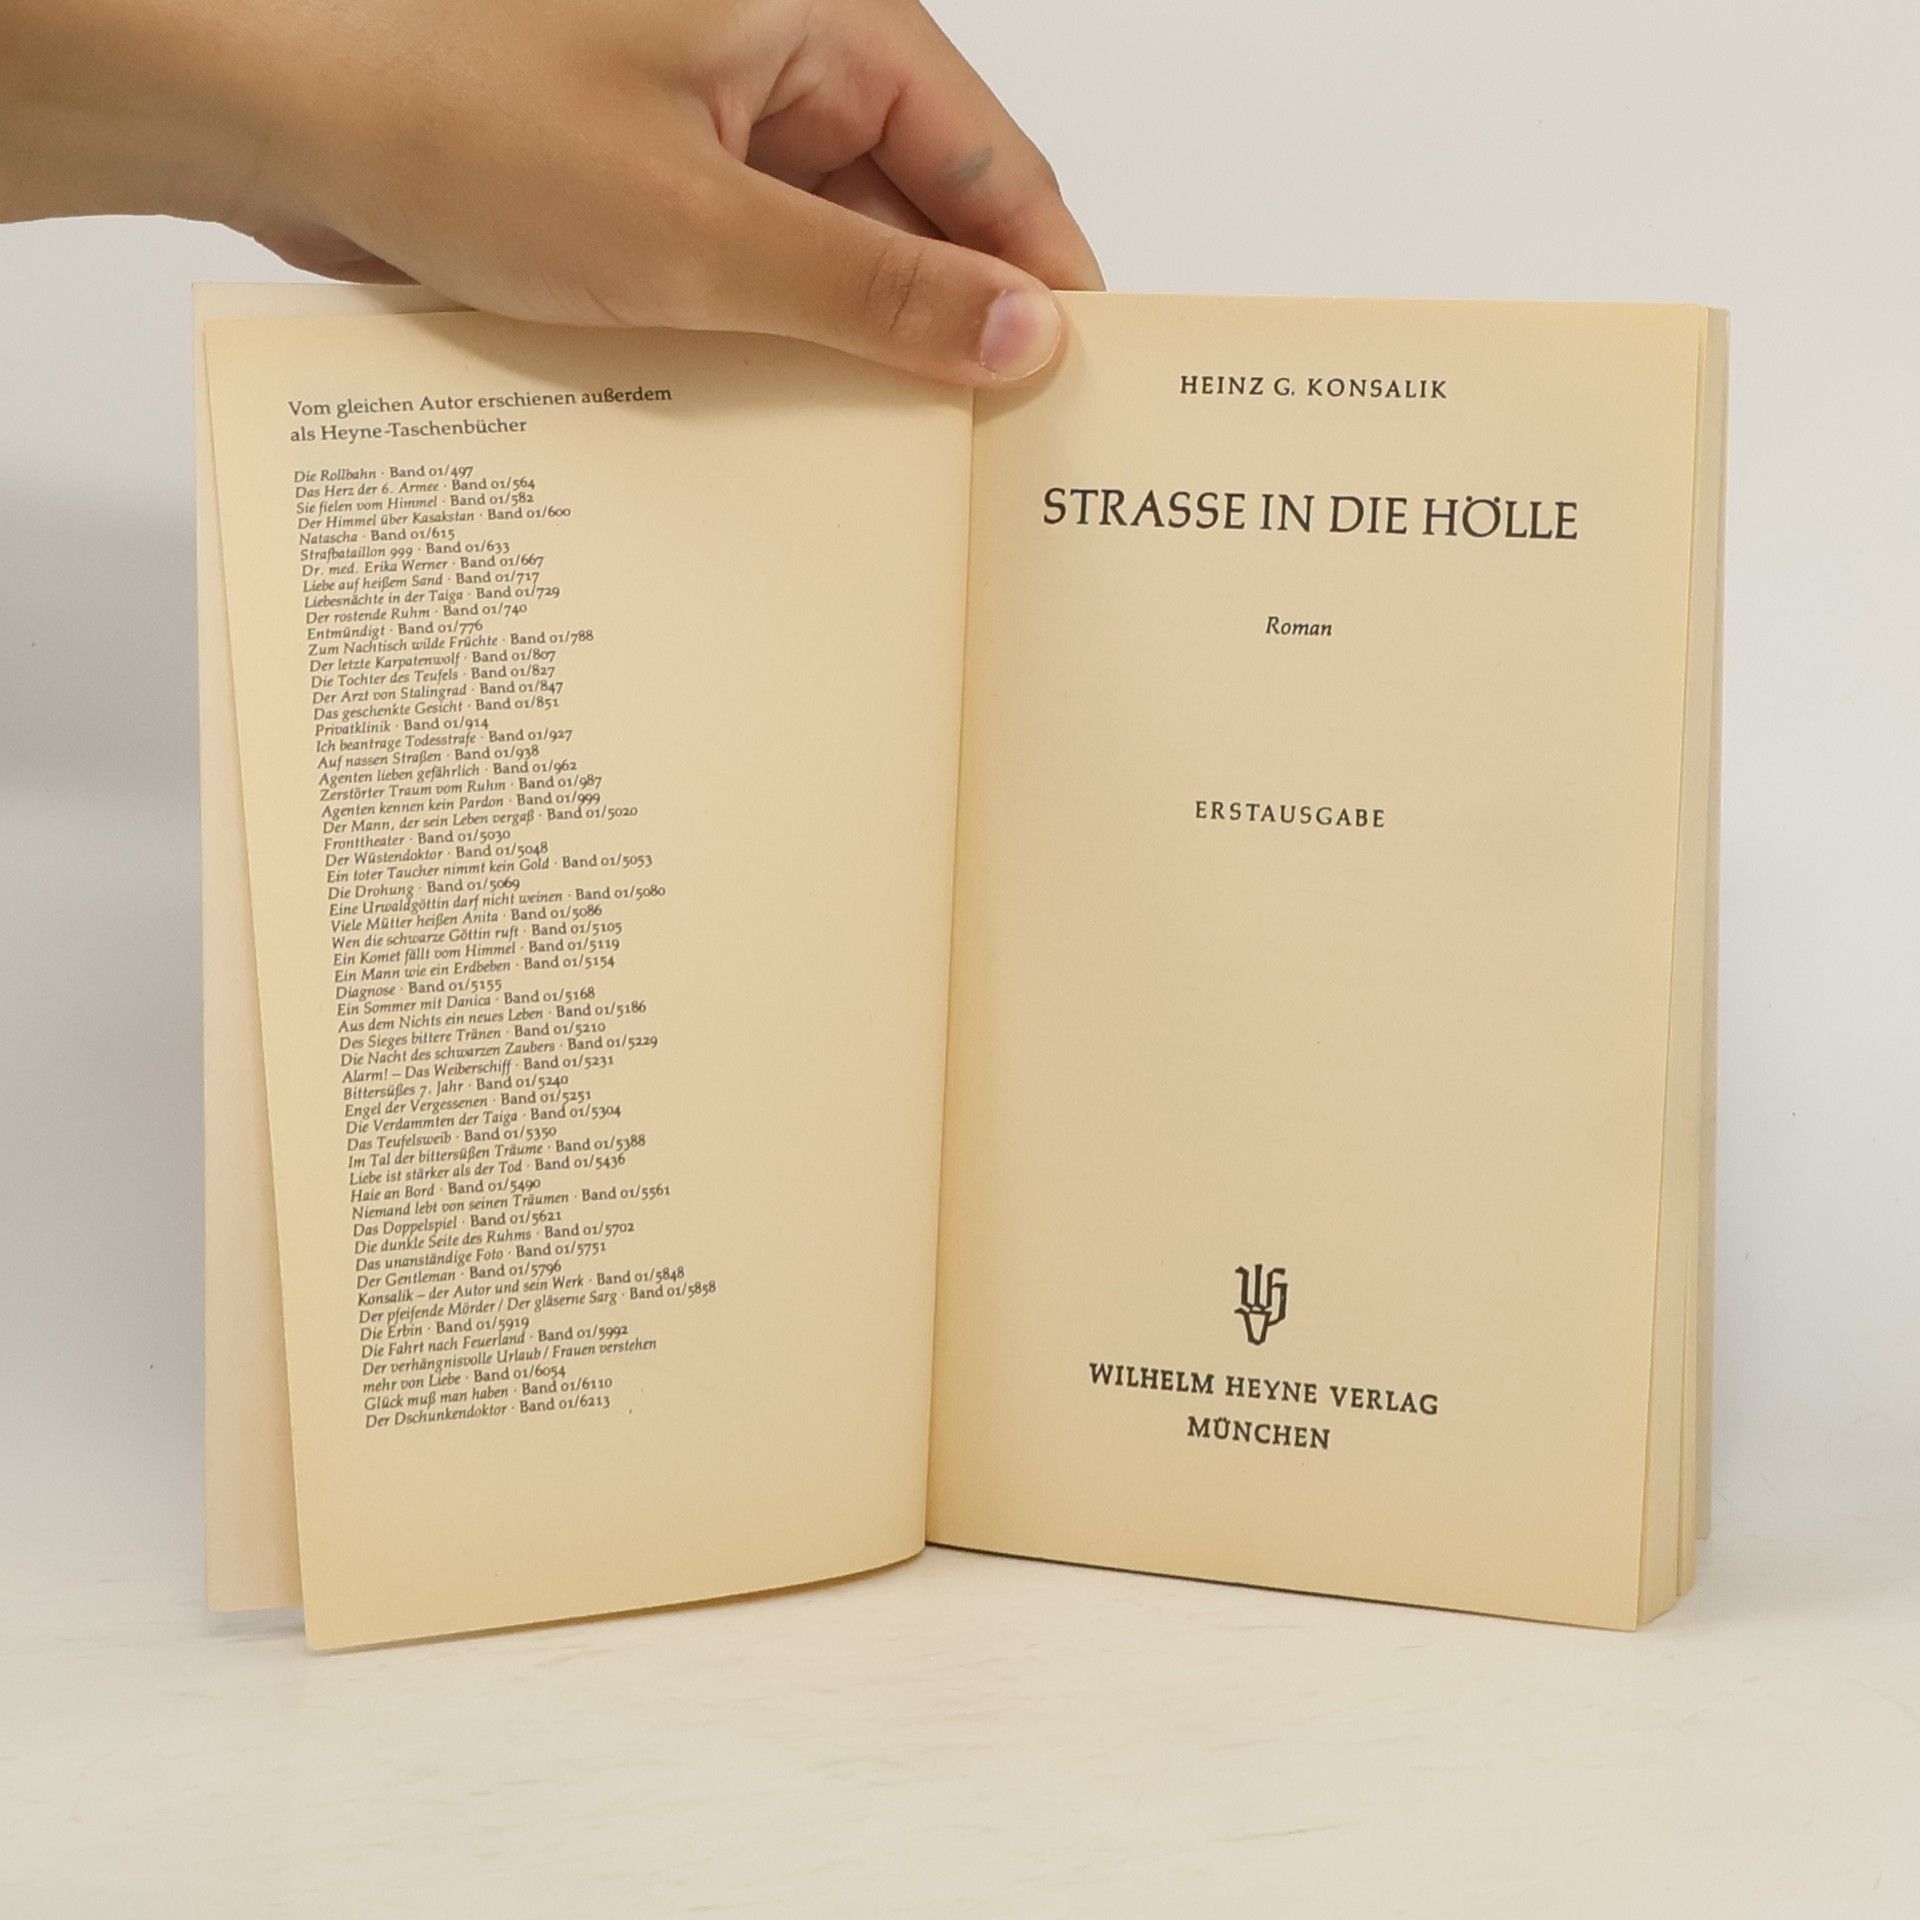 Vom gleichen Autor erschienen außerdem
als Heyne-Taschenbücher
Die Rollbahn · Band 01/497
Das Herz der 6. Armee · Band 01/564
Sie fielen vom Himmel · Band 01/582
Der Himmel über Kasakstan · Band 01/600
Natascha · Band 01/615
Strafbataillon 999 · Band 01/633
Dr. med. Erika Werner · Band 01/667
Liebe auf heißem Sand · Band 01/717
Liebesnächte in der Taiga · Band 01/729
Der rostende Ruhm · Band 01/740
Entmündigt · Band 01/776
Zum Nachtisch wilde Früchte · Band 01/788
Der letzte Karpatenwolf · Band 01/807
Die Tochter des Teufels · Band 01/827
Der Arzt von Stalingrad · Band 01/847
Das geschenkte Gesicht · Band 01/851
Privatklinik · Band 01/914
Ich beantrage Todesstrafe · Band 01/927
Auf nassen Straßen · Band 01/938
Agenten lieben gefährlich · Band 01/962
Zerstörter Traum vom Ruhm · Band 01/987
Agenten kennen kein Pardon · Band 01/999
Der Mann, der sein Leben vergaß · Band 01/5020
Fronttheater · Band 01/5030
Der Wüstendoktor · Band 01/5048
Ein toter Taucher nimmt kein Gold · Band 01/5053
Die Drohung · Band 01/5069
Eine Urwaldgöttin darf nicht weinen · Band 01/5080
Viele Mütter heißen Anita · Band 01/5086
Wen die schwarze Göttin ruft · Band 01/5105
Ein Komet fällt vom Himmel · Band 01/5119
Ein Mann wie ein Erdbeben · Band 01/5154
Diagnose · Band 01/5155
Ein Sommer mit Danica · Band 01/5168
Aus dem Nichts ein neues Leben · Band 01/5186
Des Sieges bittere Tränen · Band 01/5210
Die Nacht des schwarzen Zaubers · Band 01/5229
Alarm! – Das Weiberschiff · Band 01/5231
Bittersüßes 7. Jahr · Band 01/5240
Engel der Vergessenen · Band 01/5251
Die Verdammten der Taiga · Band 01/5304
Das Teufelsweib · Band 01/5350
Im Tal der bittersüßen Träume · Band 01/5388
Liebe ist stärker als der Tod · Band 01/5436
Haie an Bord · Band 01/5490
Niemand lebt von seinen Träumen · Band 01/5561
Das Doppelspiel · Band 01/5621
Die dunkle Seite des Ruhms · Band 01/5702
Das unanständige Foto · Band 01/5751
Der Gentleman · Band 01/5796
Konsalik – der Autor und sein Werk · Band 01/5848
Der pfeifende Mörder / Der gläserne Sarg · Band 01/5858
Die Erbin · Band 01/5919
Die Fahrt nach Feuerland · Band 01/5992
Der verhängnisvolle Urlaub / Frauen verstehen
mehr von Liebe · Band 01/6054
Glück muß man haben · Band 01/6110
Der Dschunkendoktor · Band 01/6213
HEINZ G. KONSALIK
STRASSE IN DIE HÖLLE
Roman
ERSTAUSGABE
WILHELM HEYNE VERLAG
MÜNCHEN